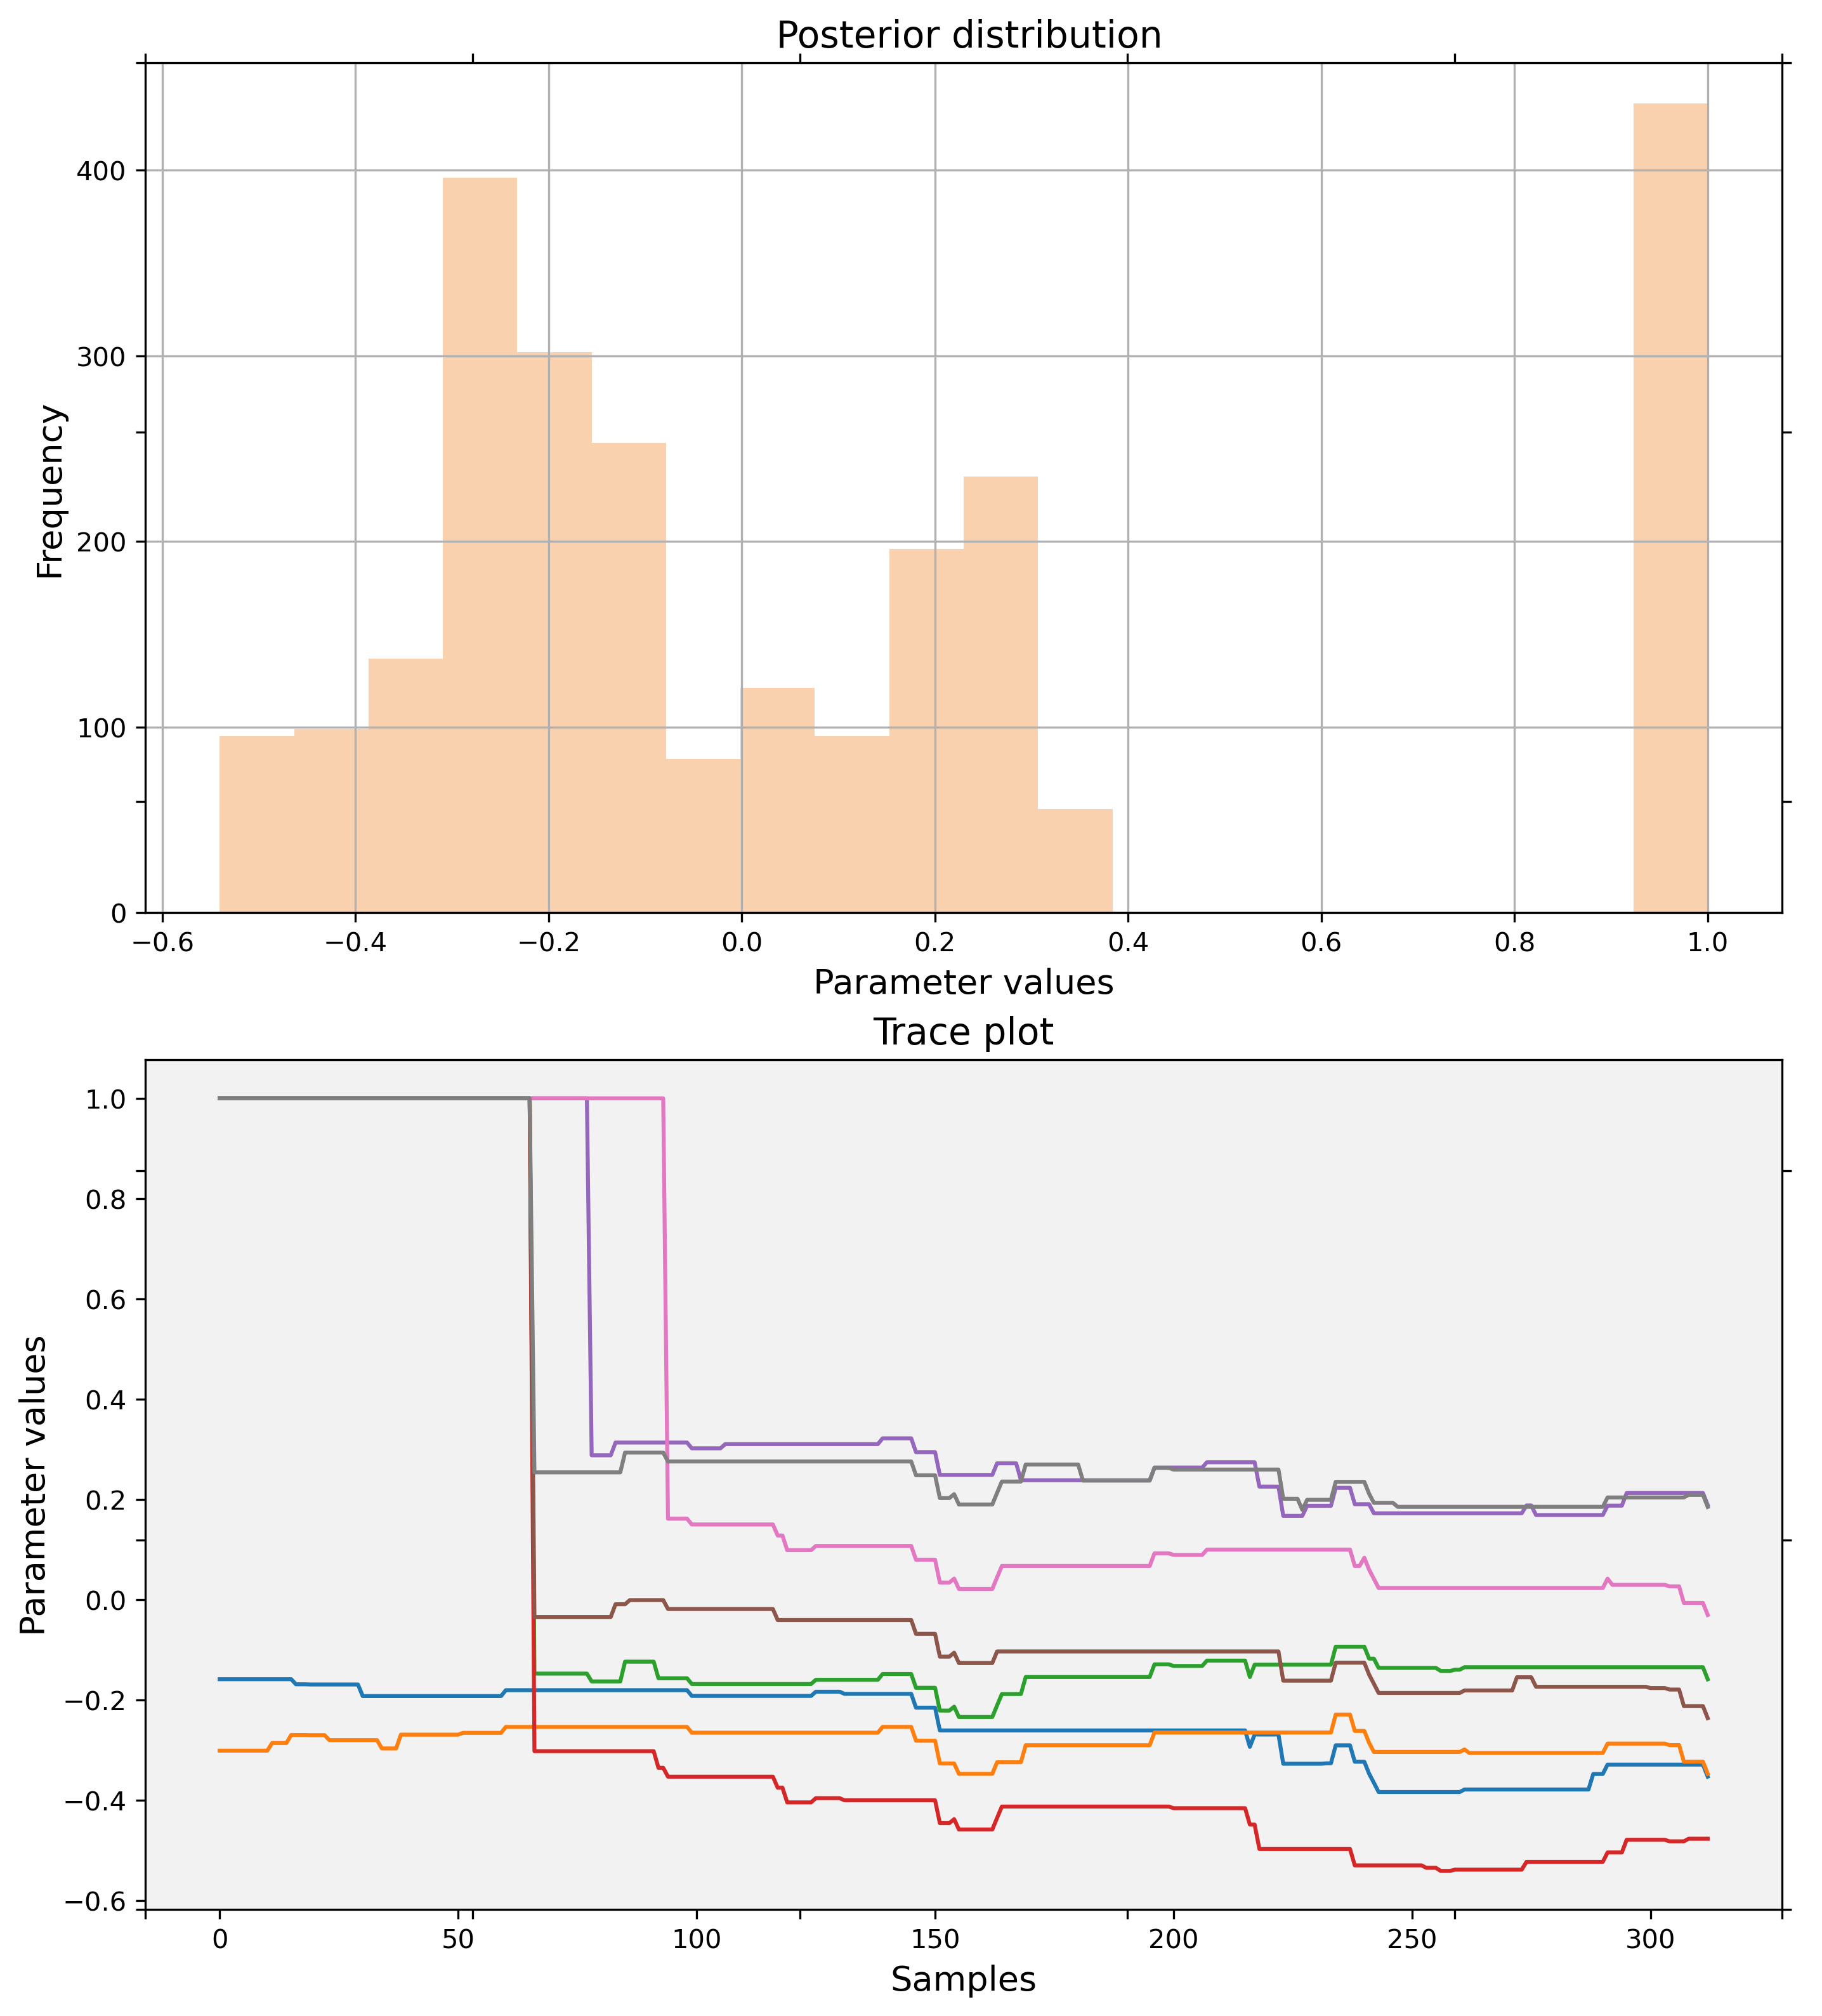 Posterior distribution
400
300
200
100
0
Frequency
−0.6 −0.4 −0.2 0.0 0.2 0.4 0.6 0.8 1.0
Parameter values
Trace plot
1.0
0.8
0.6
0.4
0.2
0.0
−0.2
−0.4
−0.6
Parameter values
0 50 100 150 200 250 300
Samples